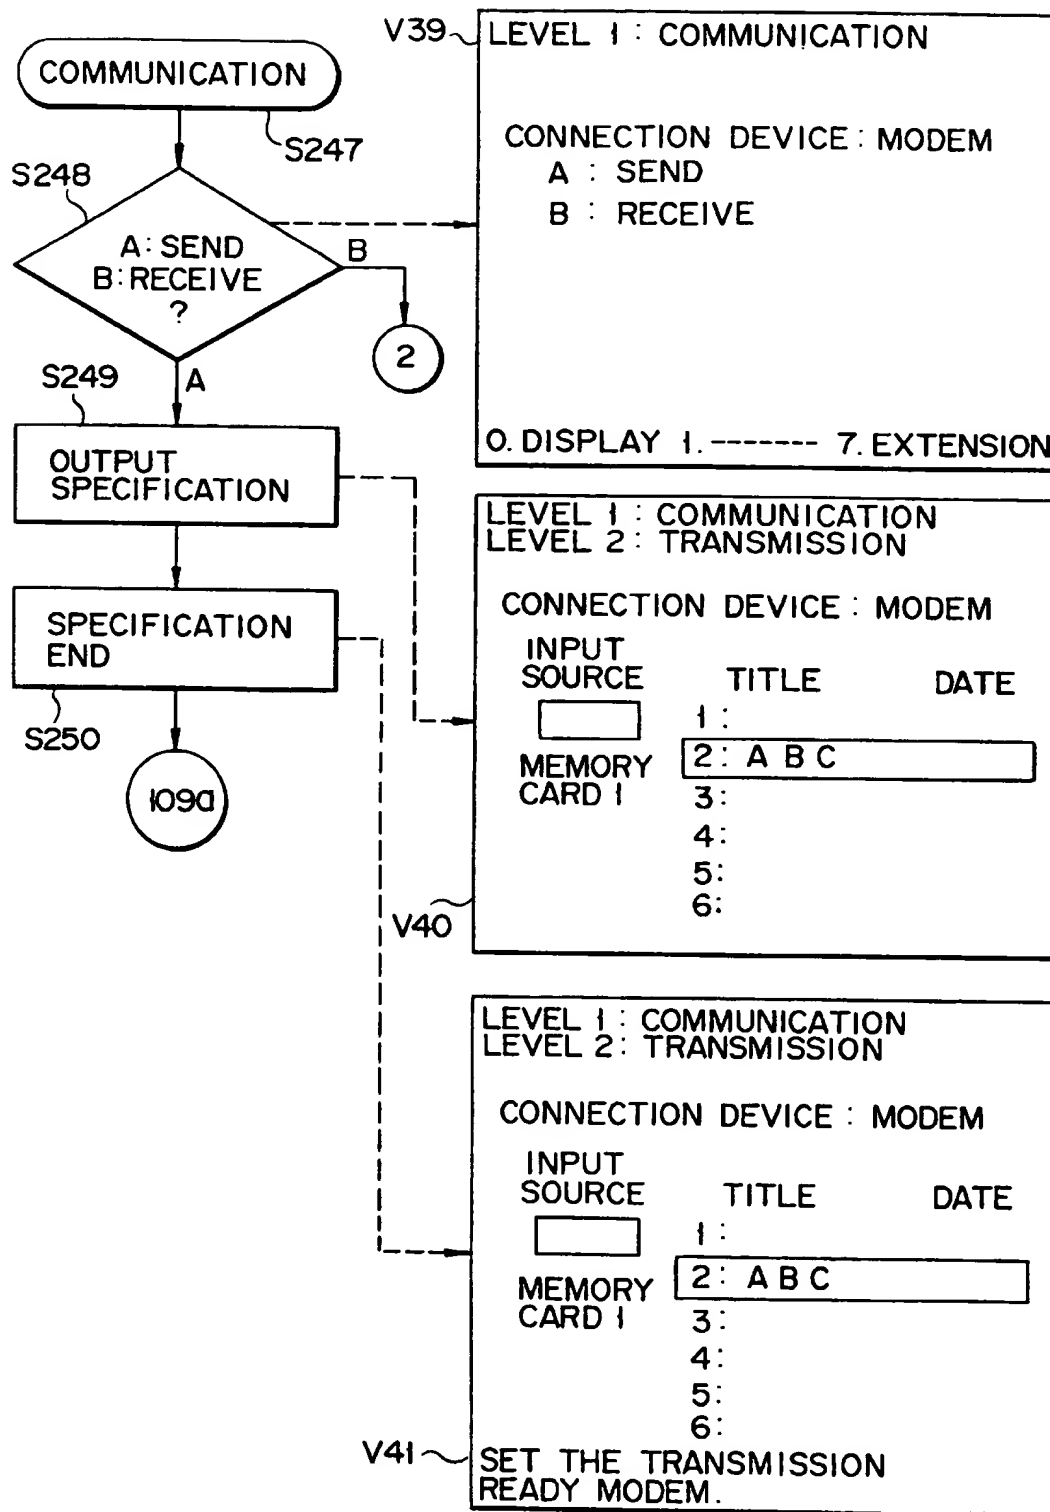 COMMUNICATION
S247
S248
A: SEND
B: RECEIVE
?
B
2
A
S249
OUTPUT
SPECIFICATION
SPECIFICATION
END
S250
109a
V39
LEVEL 1: COMMUNICATION
CONNECTION DEVICE: MODEM
A : SEND
B : RECEIVE
0. DISPLAY 1. ------- 7. EXTENSION
LEVEL 1: COMMUNICATION
LEVEL 2: TRANSMISSION
CONNECTION DEVICE: MODEM
INPUT
SOURCE TITLE DATE
1:
2: A B C
MEMORY
CARD 1
3:
4:
5:
6:
V40
LEVEL 1: COMMUNICATION
LEVEL 2: TRANSMISSION
CONNECTION DEVICE: MODEM
INPUT
SOURCE TITLE DATE
1:
2: A B C
MEMORY
CARD 1
3:
4:
5:
6:
V41
SET THE TRANSMISSION
READY MODEM.